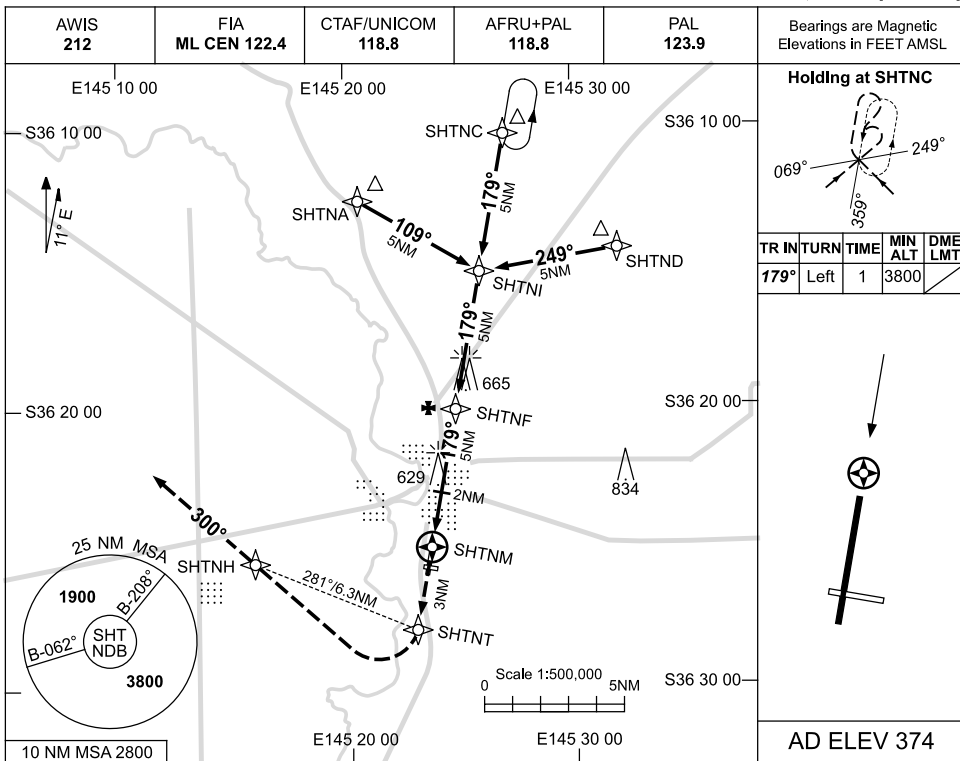 AWIS
212
FIA
ML CEN 122.4
CTAF/UNICOM
118.8
AFRU+PAL
118.8
PAL
123.9
Bearings are Magnetic
Elevations in FEET AMSL
E145 10 00
E145 20 00
E145 30 00
S36 10 00
S36 10 00
SHTNC
179°
5NM
11° E
SHTNA
109°
5NM
249°
5NM
SHTND
SHTNI
179°
5NM
665
S36 20 00
S36 20 00
SHTNF
179°
5NM
629
2NM
834
SHTNM
3NM
SHTNT
281°/6.3NM
SHTNH
300°
25 NM MSA
1900
B-208°
SHT
NDB
B-062°
3800
10 NM MSA 2800
Scale 1:500,000
0
5NM
S36 30 00
E145 20 00
E145 30 00
Holding at SHTNC
069°
249°
359°
TR IN TURN TIME MIN ALT DME LMT
179° Left 1 3800
AD ELEV 374